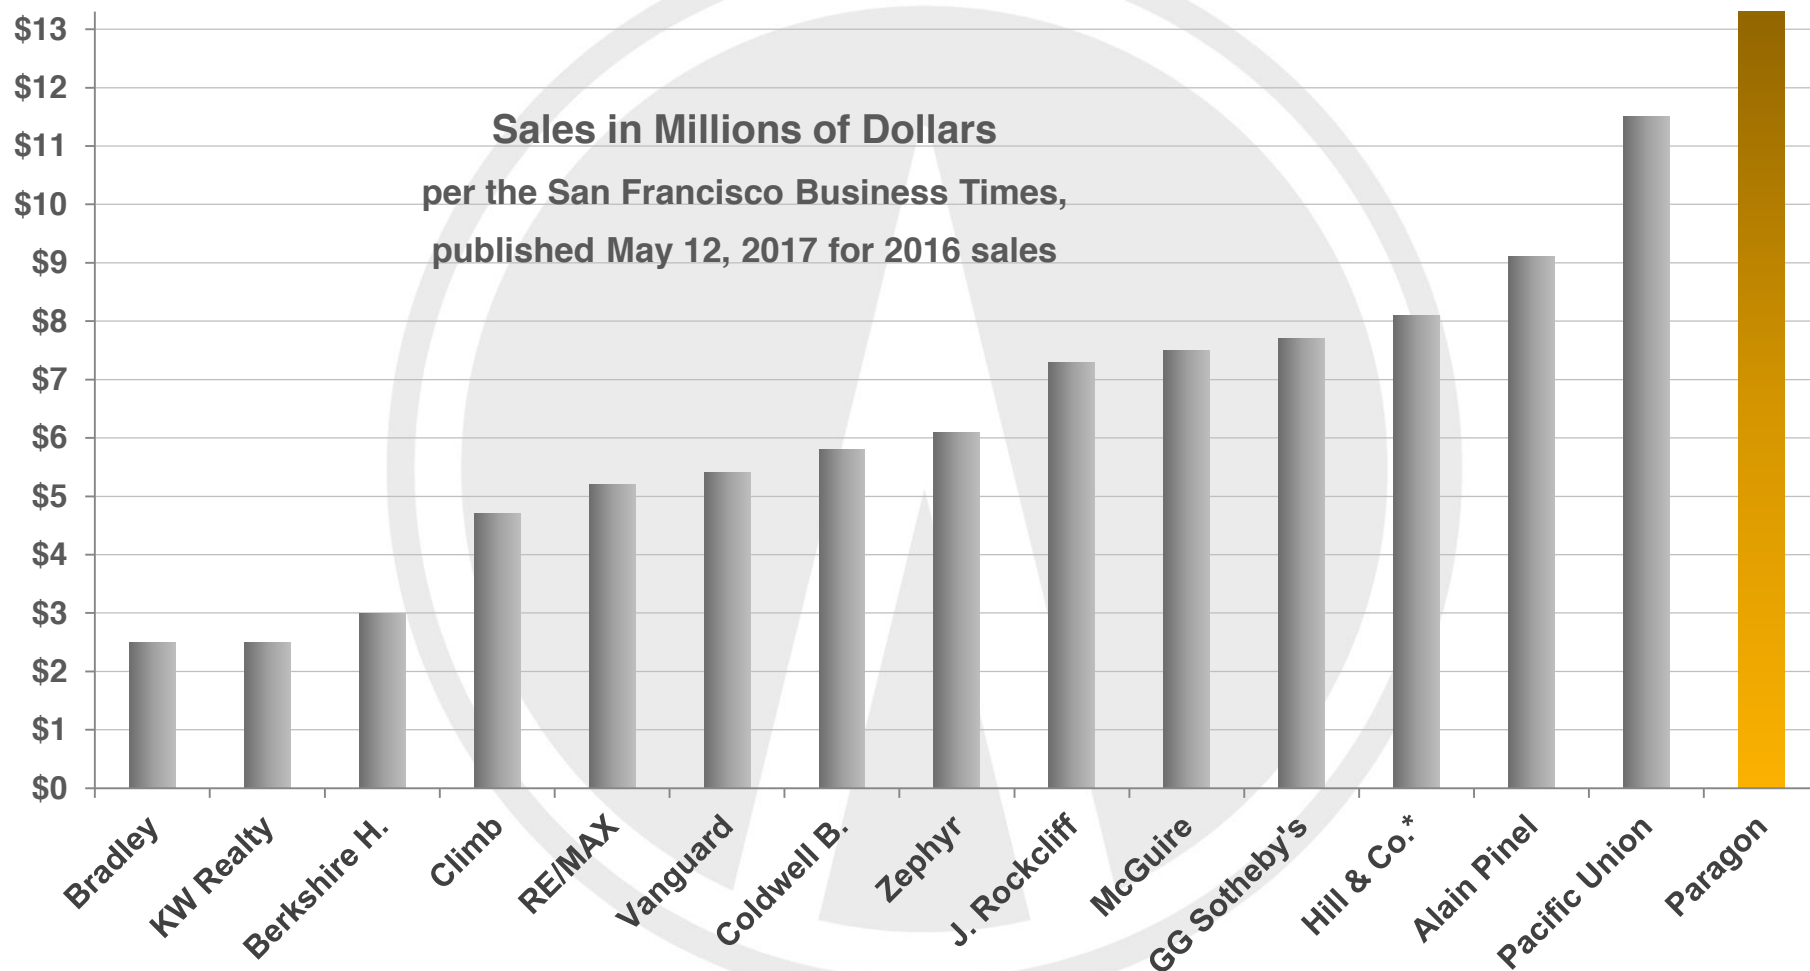 $13
$12
$11
$10
$9
$8
$7
$6
$5
$4
$3
$2
$1
$0
Sales in Millions of Dollars
per the San Francisco Business Times,
published May 12, 2017 for 2016 sales
Bradley
KW Realty
Berkshire H.
Climb
RE/MAX
Vanguard
Coldwell B.
Zephyr
J. Rockcliff
McGuire
GG Sotheby's
Hill & Co.*
Alain Pinel
Pacific Union
Paragon